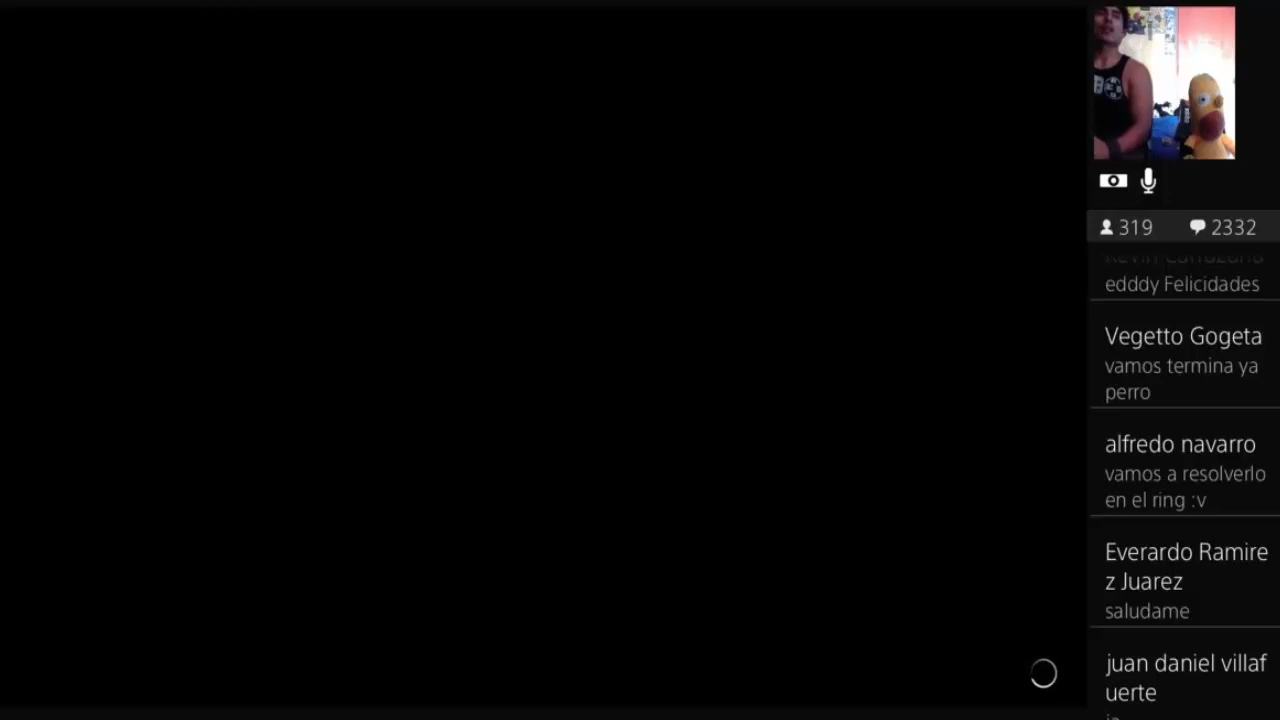 319 2332
edddy Felicidades
Vegetto Gogeta
vamos termina ya
perro
alfredo navarro
vamos a resolverlo
en el ring :v
Everardo Ramire
z Juarez
saludame
juan daniel villaf
uerte